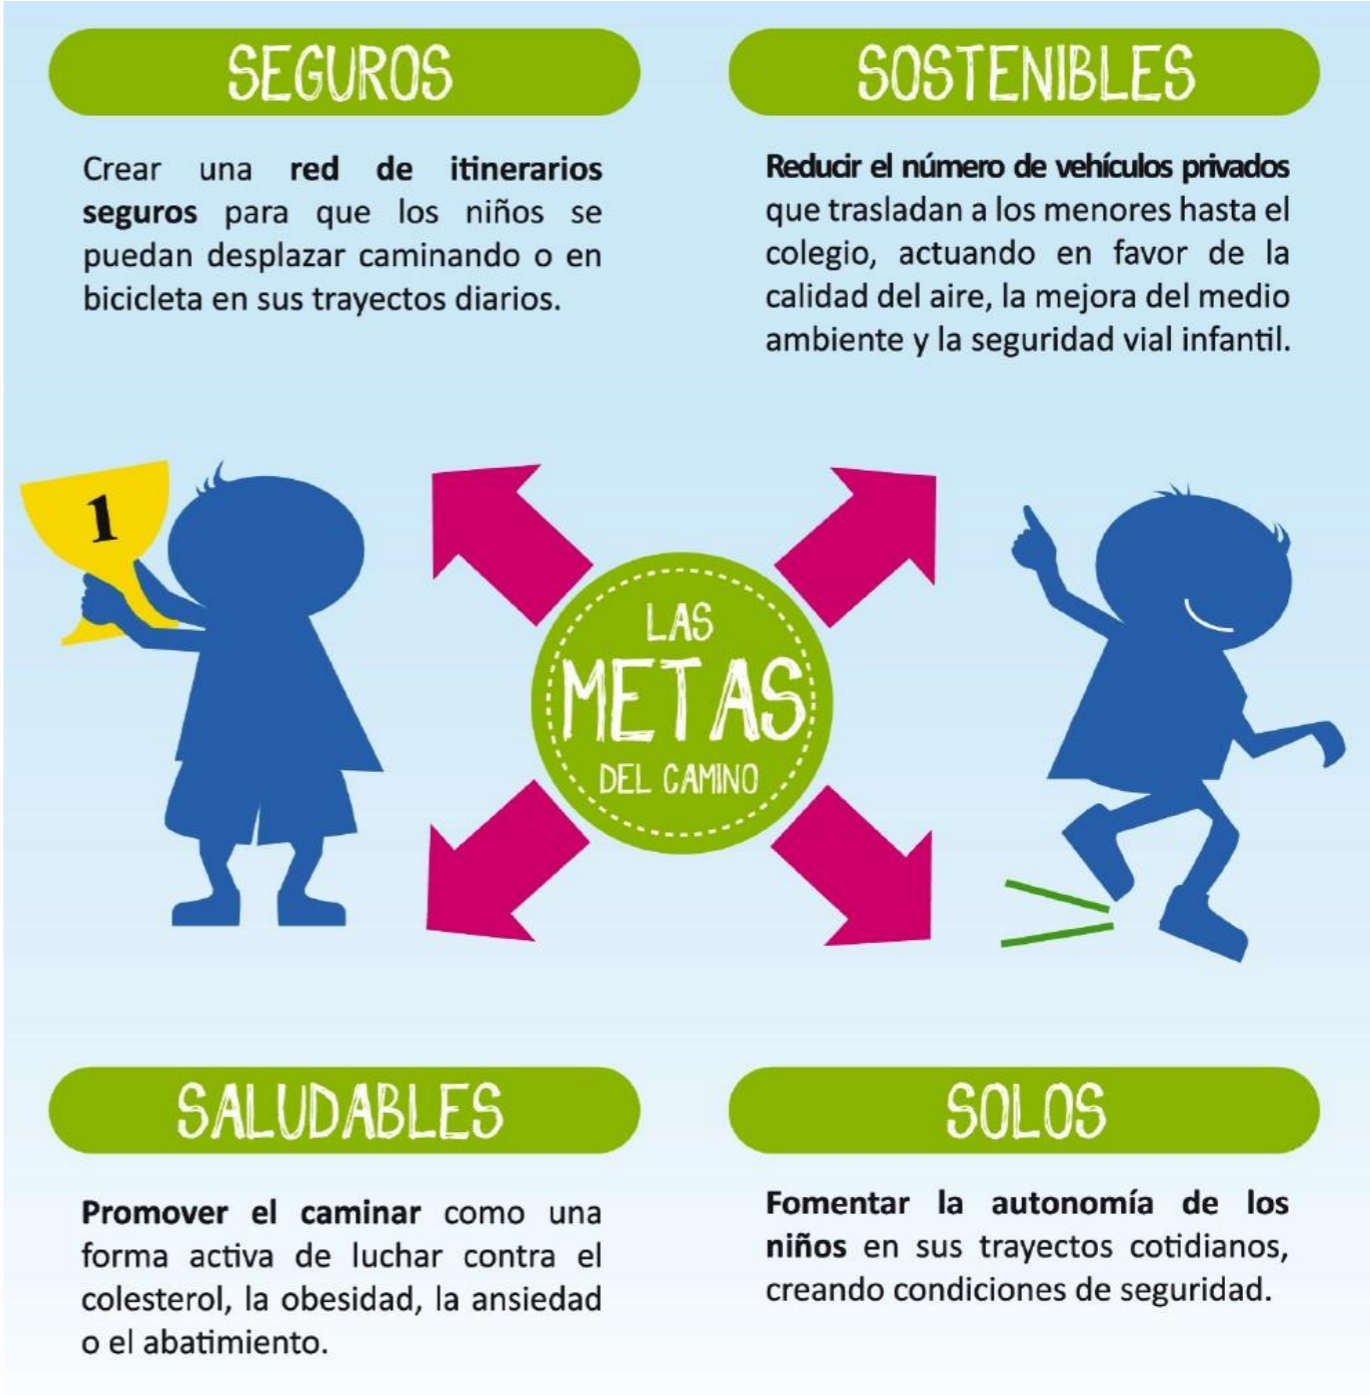 SEGUROS
Crear una red de itinerarios
seguros para que los niños se
puedan desplazar caminando o en
bicicleta en sus trayectos diarios.
SOSTENIBLES
Reducir el número de vehículos privados
que trasladan a los menores hasta el
colegio, actuando en favor de la
calidad del aire, la mejora del medio
ambiente y la seguridad vial infantil.
1
LAS
METAS
DEL CAMINO
SALUDABLES
Promover el caminar como una
forma activa de luchar contra el
colesterol, la obesidad, la ansiedad
o el abatimiento.
SOLOS
Fomentar la autonomía de los
niños en sus trayectos cotidianos,
creando condiciones de seguridad.